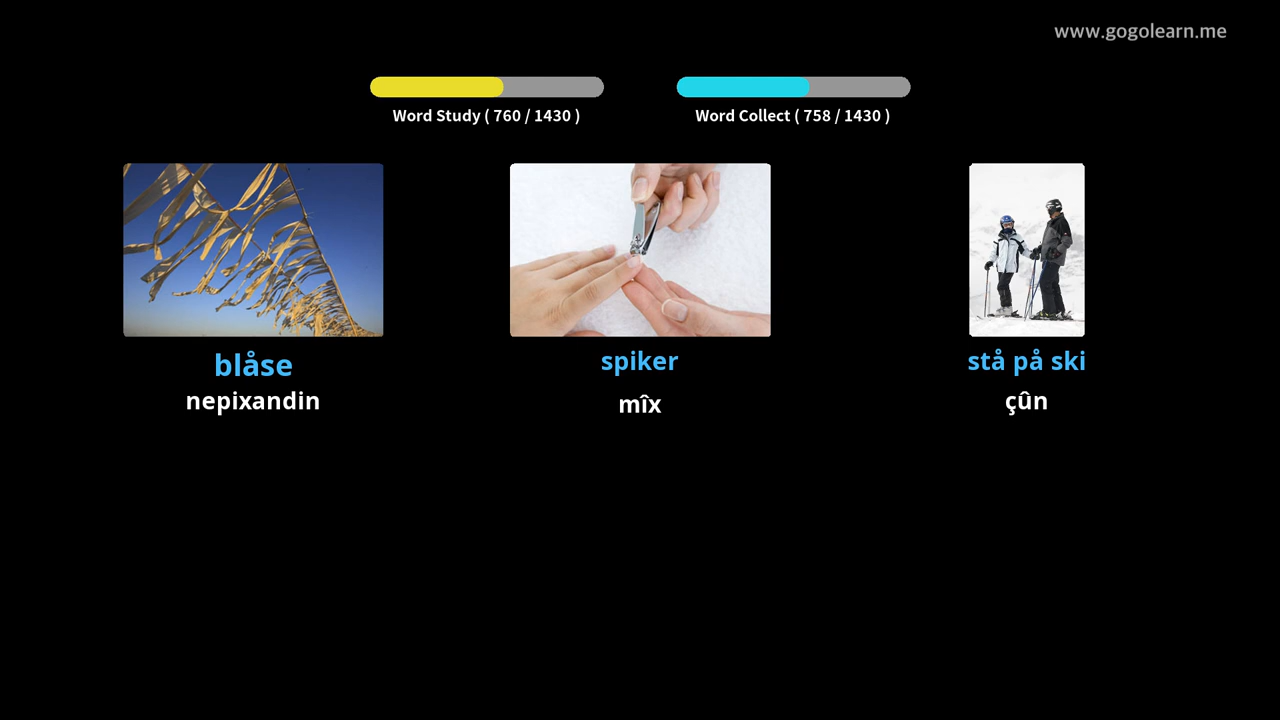 www.gogolearn.me
Word Study ( 760 / 1430 )
Word Collect ( 758 / 1430 )
blåse
nepixandin
spiker
mîx
stå på ski
çûn